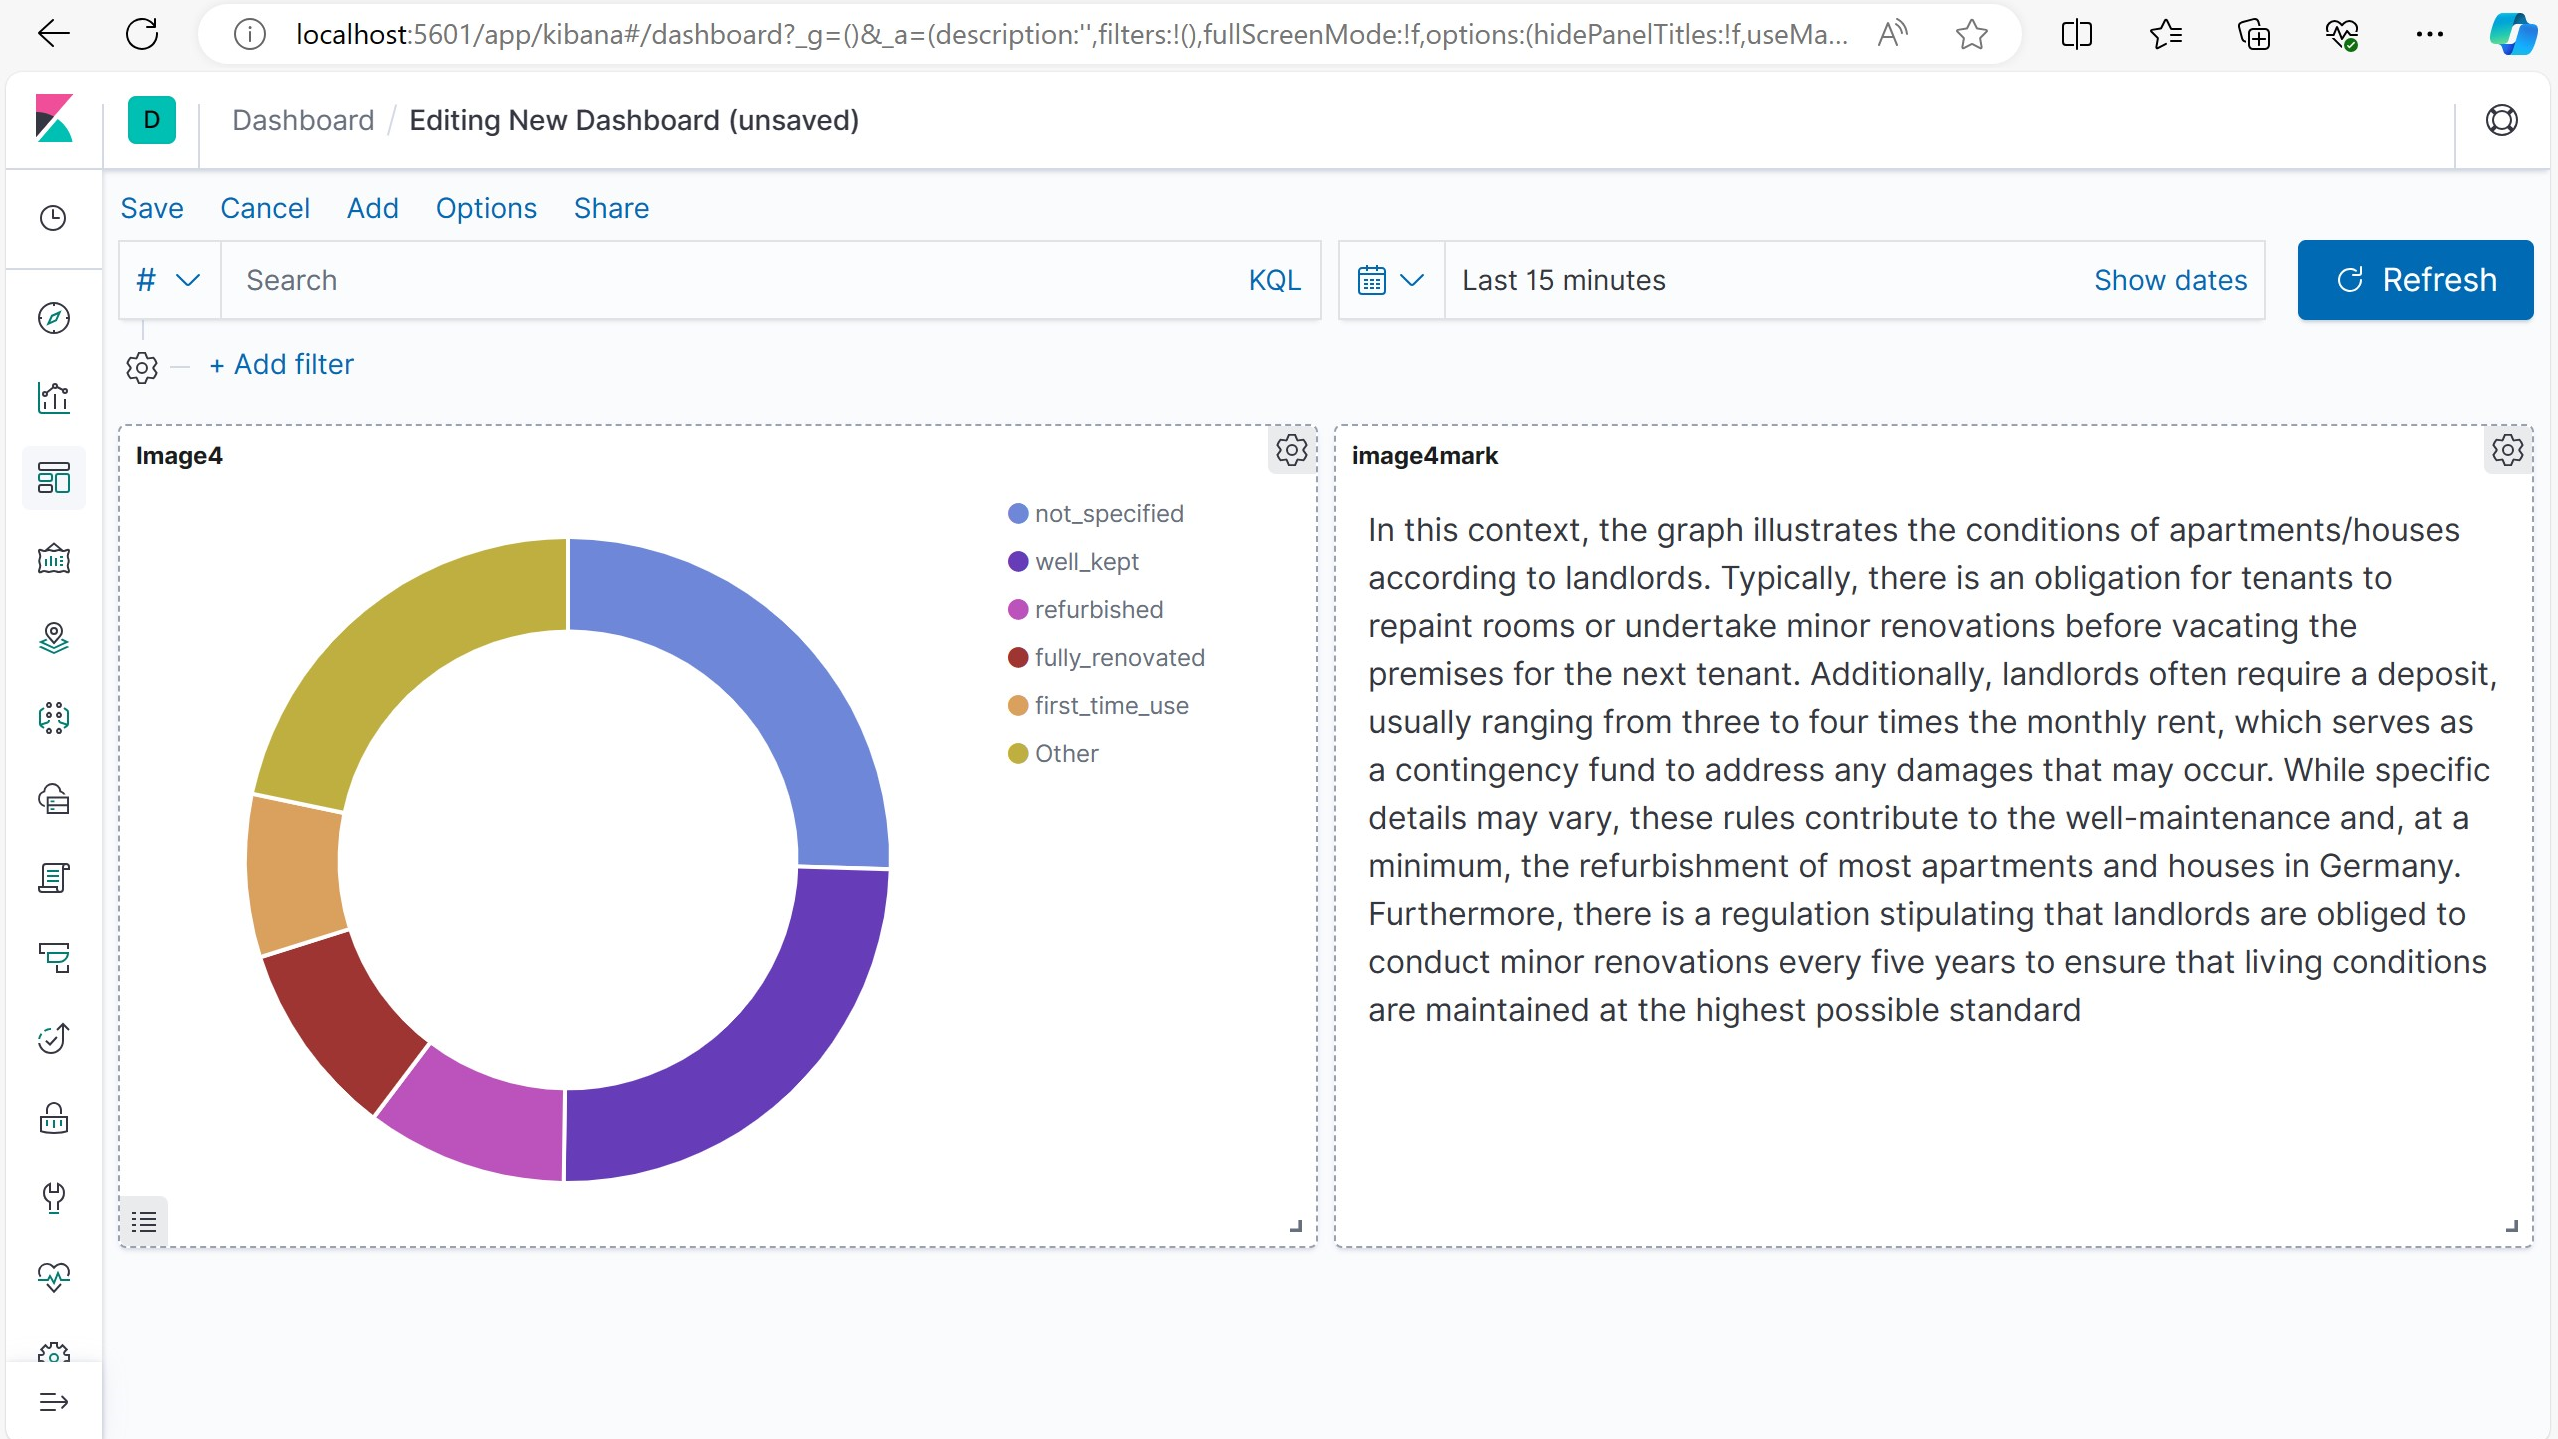 localhost:5601/app/kibana#/dashboard?_g=()&_a=(description:'',filters:!(),fullScreenMode:!f,options:(hidePanelTitles:!f,useMa...
D
Dashboard / Editing New Dashboard (unsaved)
Save Cancel Add Options Share
# Search KQL Last 15 minutes Show dates Refresh
+ Add filter
Image4
not_specified
well_kept
refurbished
fully_renovated
first_time_use
Other
image4mark
In this context, the graph illustrates the conditions of apartments/houses
according to landlords. Typically, there is an obligation for tenants to
repaint rooms or undertake minor renovations before vacating the
premises for the next tenant. Additionally, landlords often require a deposit,
usually ranging from three to four times the monthly rent, which serves as
a contingency fund to address any damages that may occur. While specific
details may vary, these rules contribute to the well-maintenance and, at a
minimum, the refurbishment of most apartments and houses in Germany.
Furthermore, there is a regulation stipulating that landlords are obliged to
conduct minor renovations every five years to ensure that living conditions
are maintained at the highest possible standard